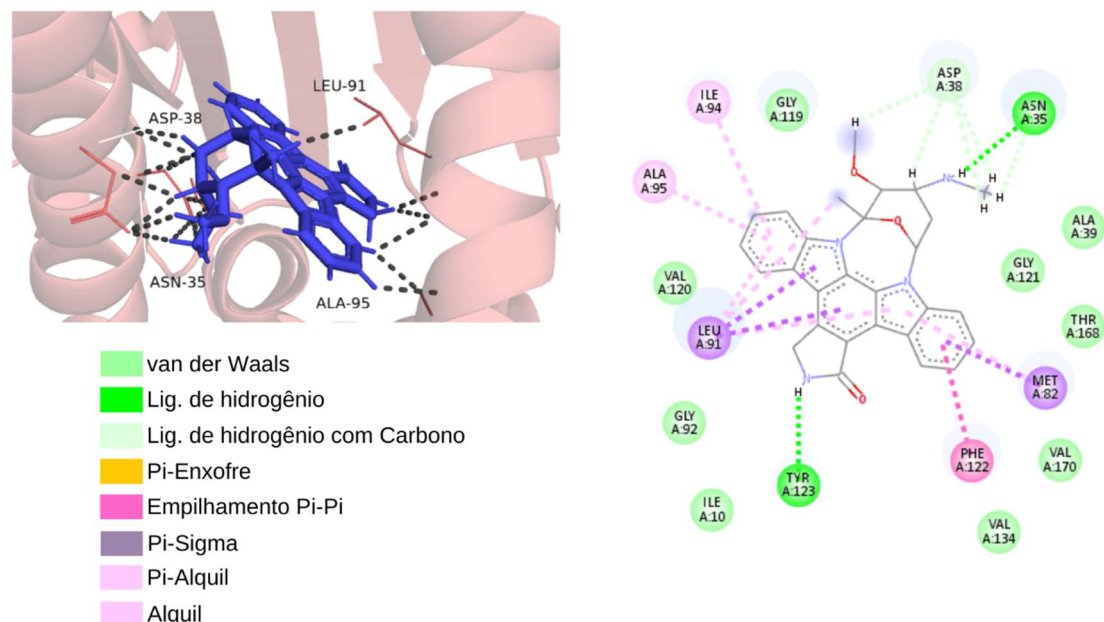 LEU-91
ASP-38
ASN-35
ALA-95
van der Waals
Lig. de hidrogênio
Lig. de hidrogênio com Carbono
Pi-Enxofre
Empilhamento Pi-Pi
Pi-Sigma
Pi-Alquil
Alquil
ASP
A:38
ILE
A:94
GLY
A:119
ASN
A:35
H
O
ALA
A:95
H
N
H
H
H
O
ALA
A:39
N
VAL
A:120
GLY
A:121
N
LEU
A:91
THR
A:168
MET
A:82
N
H
O
GLY
A:92
PHE
A:122
VAL
A:170
TYR
A:123
ILE
A:10
VAL
A:134